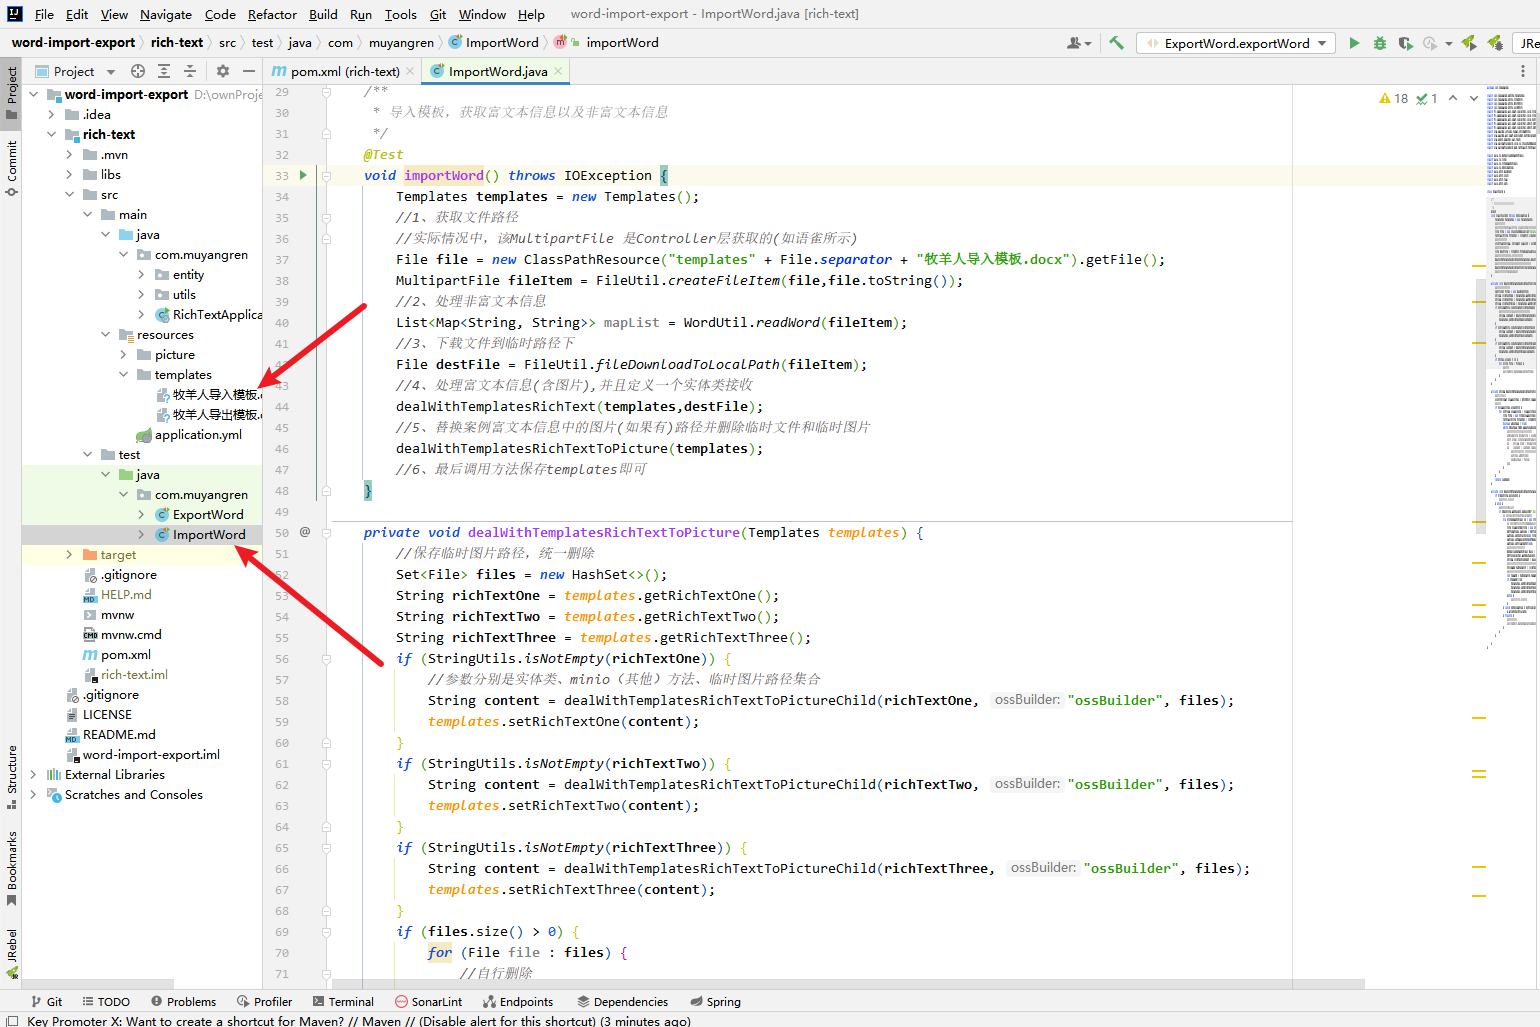 File Edit View Navigate Code Refactor Build Run Tools Git Window Help word-import-export - ImportWord.java [rich-text]
word-import-export rich-text src test java com muyangren ImportWord importWord ExportWord.exportWord JRe
Project pom.xml (rich-text) ImportWord.java
Project
Commit
Structure
Bookmarks
JRebel
word-import-export D:\ownProje
.idea
rich-text
.mvn
libs
src
main
java
com.muyangren
entity
utils
RichTextApplica
resources
picture
templates
牧羊人导入模板.
牧羊人导出模板.
application.yml
test
java
com.muyangren
ExportWord
ImportWord
target
.gitignore
HELP.md
mvnw
mvnw.cmd
pom.xml
rich-text.iml
.gitignore
LICENSE
README.md
word-import-export.iml
External Libraries
Scratches and Consoles
18 1
29 /**
30 * 导入模板，获取富文本信息以及非富文本信息
31 */
32 @Test
33 void importWord() throws IOException {
34 Templates templates = new Templates();
35 //1、获取文件路径
36 //实际情况中，该MultipartFile 是Controller层获取的(如语雀所示)
37 File file = new ClassPathResource("templates" + File.separator + "牧羊人导入模板.docx").getFile();
38 MultipartFile fileItem = FileUtil.createFileItem(file,file.toString());
39 //2、处理非富文本信息
40 List<Map<String, String>> mapList = WordUtil.readWord(fileItem);
41 //3、下载文件到临时路径下
File destFile = FileUtil.fileDownloadToLocalPath(fileItem);
43 //4、处理富文本信息(含图片),并且定义一个实体类接收
44 dealWithTemplatesRichText(templates,destFile);
45 //5、替换案例富文本信息中的图片(如果有)路径并删除临时文件和临时图片
46 dealWithTemplatesRichTextToPicture(templates);
47 //6、最后调用方法保存templates即可
48 }
49
50 @ private void dealWithTemplatesRichTextToPicture(Templates templates) {
51 //保存临时图片路径，统一删除
52 Set<File> files = new HashSet<>();
53 String richTextOne = templates.getRichTextOne();
54 String richTextTwo = templates.getRichTextTwo();
55 String richTextThree = templates.getRichTextThree();
56 if (StringUtils.isNotEmpty(richTextOne)) {
57 //参数分别是实体类、minio（其他）方法、临时图片路径集合
58 String content = dealWithTemplatesRichTextToPictureChild(richTextOne, ossBuilder: "ossBuilder", files);
59 templates.setRichTextOne(content);
60 }
61 if (StringUtils.isNotEmpty(richTextTwo)) {
62 String content = dealWithTemplatesRichTextToPictureChild(richTextTwo, ossBuilder: "ossBuilder", files);
63 templates.setRichTextTwo(content);
64 }
65 if (StringUtils.isNotEmpty(richTextThree)) {
66 String content = dealWithTemplatesRichTextToPictureChild(richTextThree, ossBuilder: "ossBuilder", files);
67 templates.setRichTextThree(content);
68 }
69 if (files.size() > 0) {
70 for (File file : files) {
71 //自行删除
Git TODO Problems Profiler Terminal SonarLint Endpoints Dependencies Spring
Key Promoter X: Want to create a shortcut for Maven? // Maven // (Disable alert for this shortcut) (3 minutes ago)